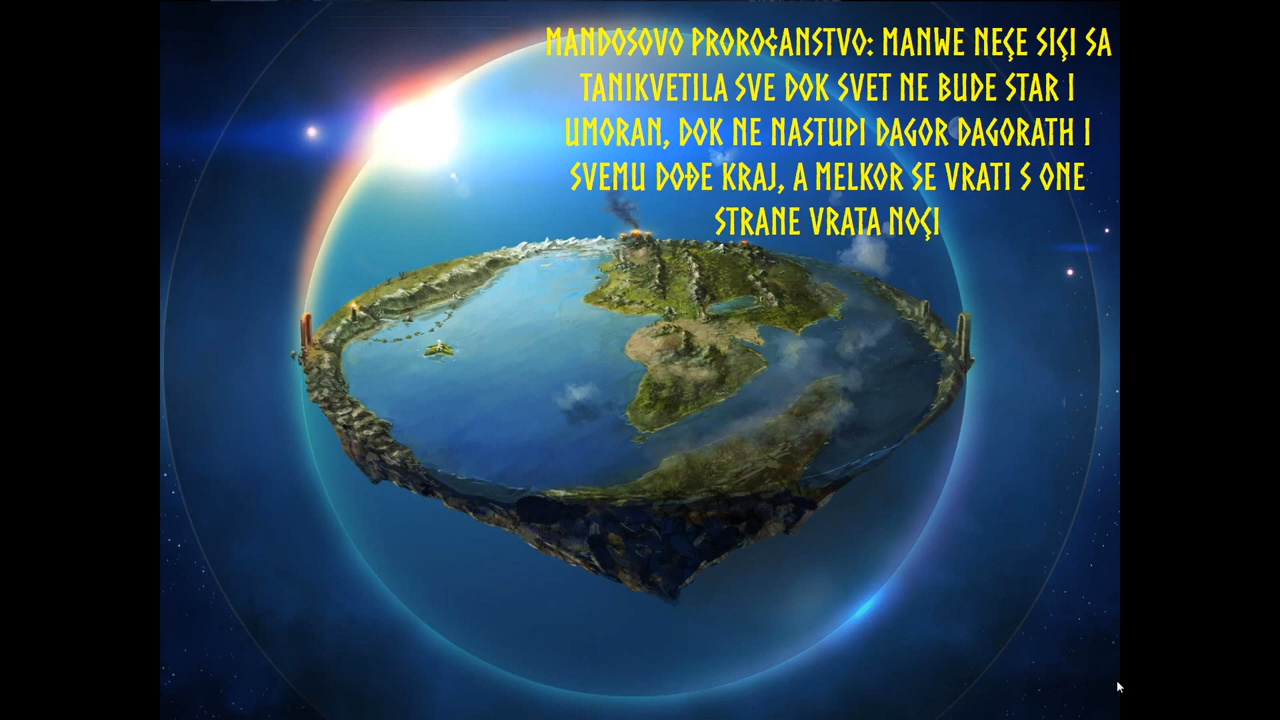 MANDOSOVO PROROČANSTVO: MANWE NEĆE SIĆI SA
TANIKVETILA SVE DOK SVET NE BUDE STAR I
UMORAN, DOK NE NASTUPI DAGOR DAGORATH I
SVEMU DOĐE KRAJ, A MELKOR SE VRATI S ONE
STRANE VRATA NOĆI